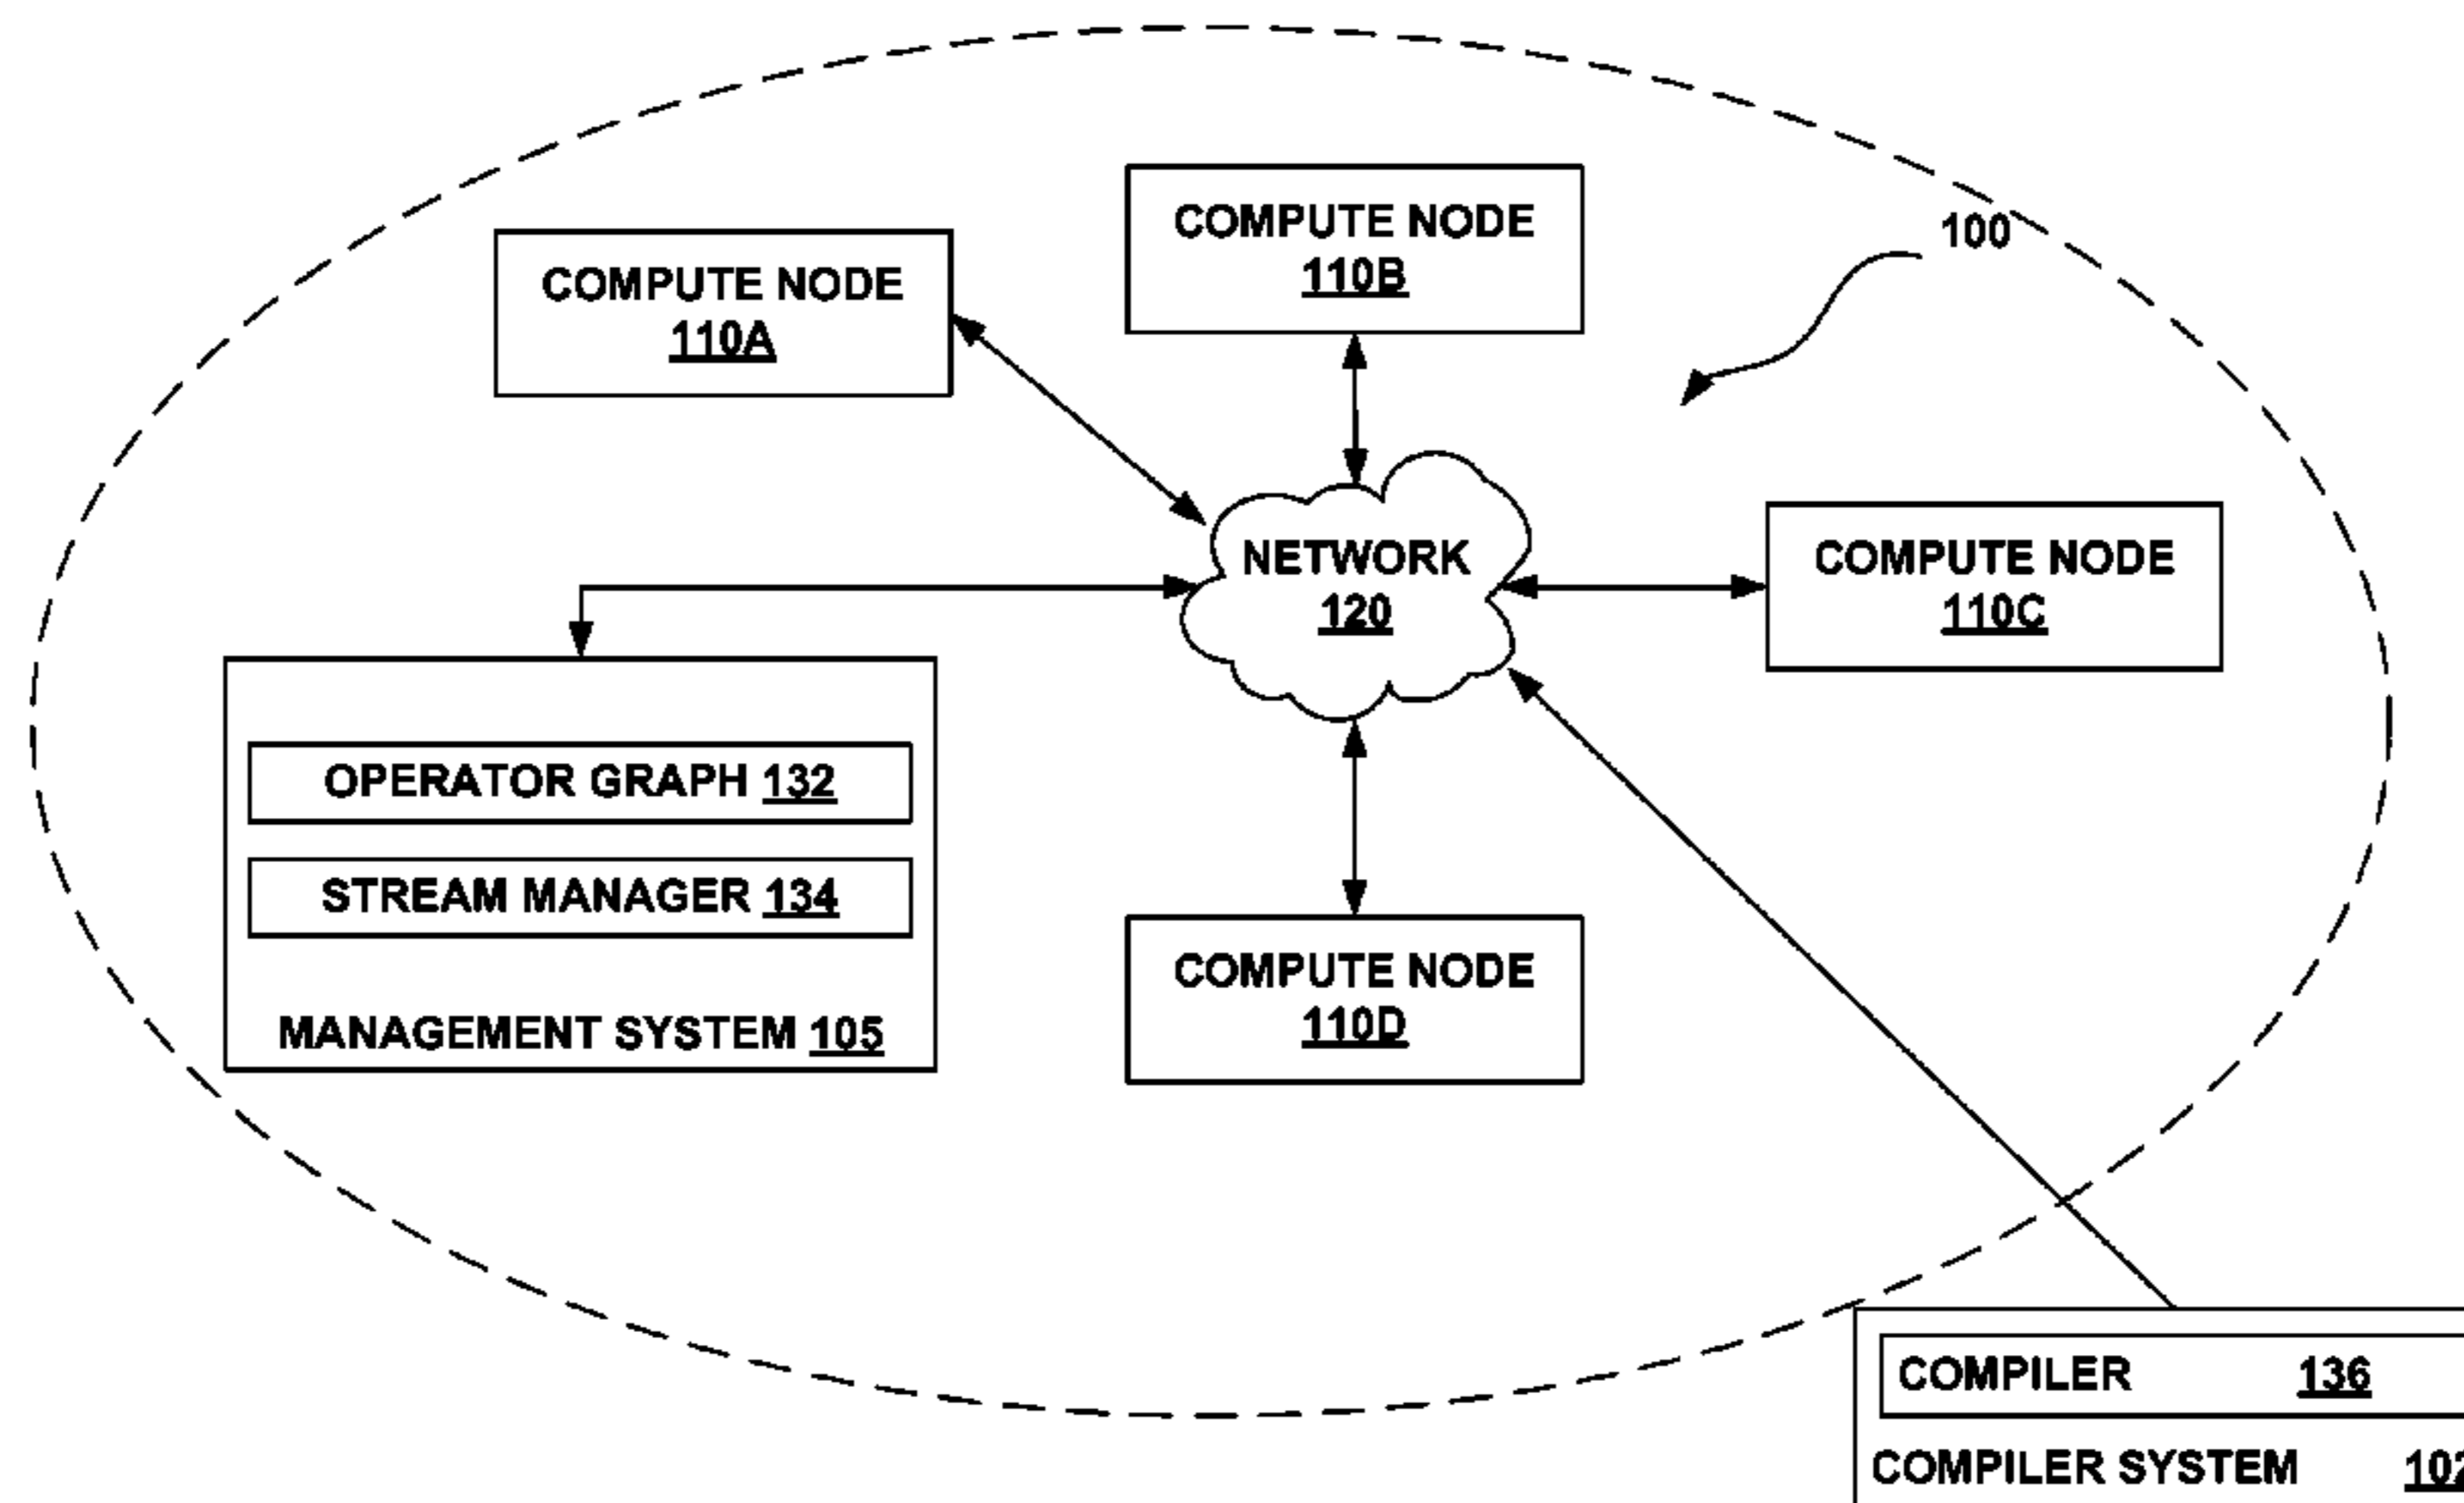 COMPUTE NODE
110B
100
COMPUTE NODE
110A
NETWORK
120
COMPUTE NODE
110C
OPERATOR GRAPH 132
STREAM MANAGER 134
MANAGEMENT SYSTEM 105
COMPUTE NODE
110D
COMPILER 136
COMPILER SYSTEM 102